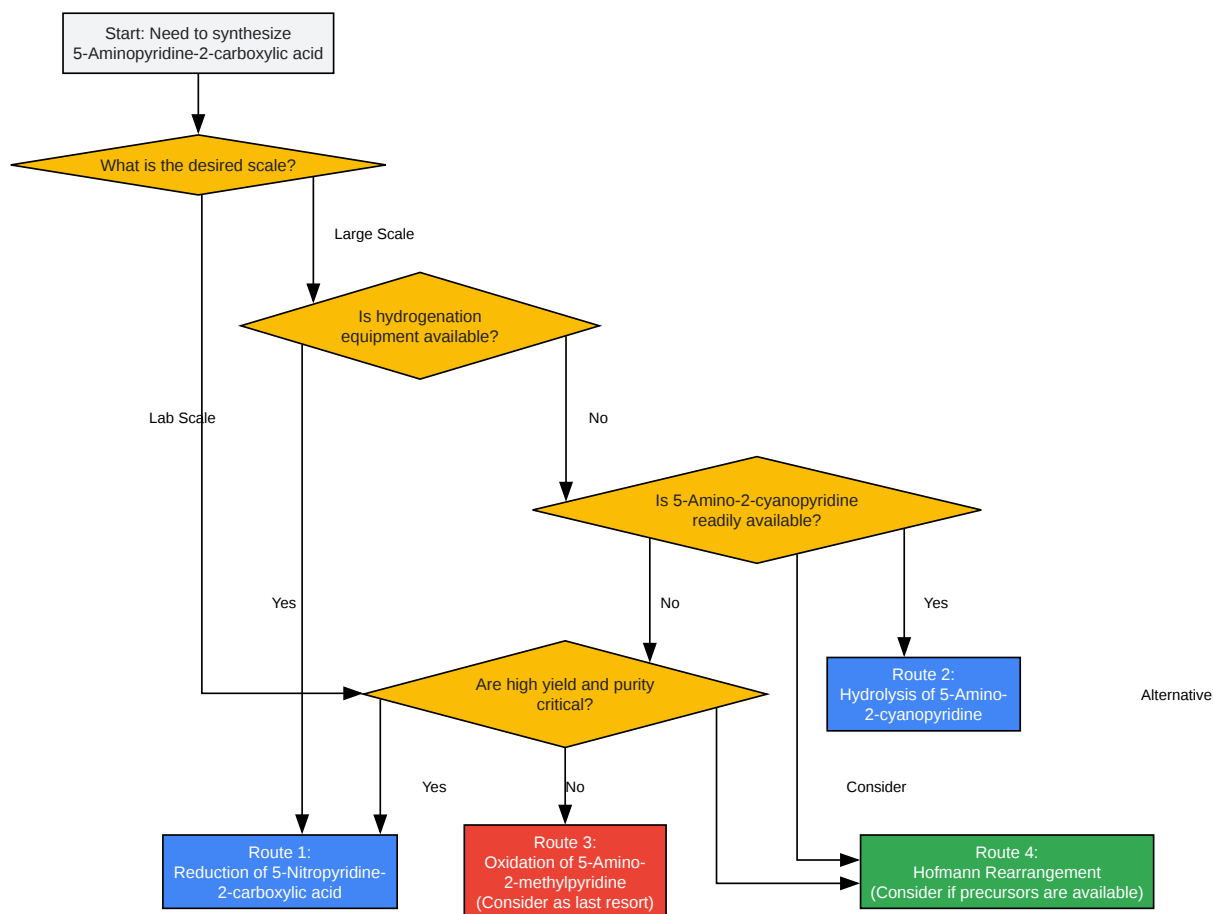 Start: Need to synthesize
5-Aminopyridine-2-carboxylic acid
What is the desired scale?
Large Scale
Is hydrogenation
equipment available?
Lab Scale
No
Is 5-Amino-2-cyanopyridine
readily available?
Yes
No
Yes
Are high yield and purity
critical?
Route 2:
Hydrolysis of 5-Amino-
2-cyanopyridine
Alternative
Yes
No
Consider
Route 1:
Reduction of 5-Nitropyridine-
2-carboxylic acid
Route 3:
Oxidation of 5-Amino-
2-methylpyridine
(Consider as last resort)
Route 4:
Hofmann Rearrangement
(Consider if precursors are available)